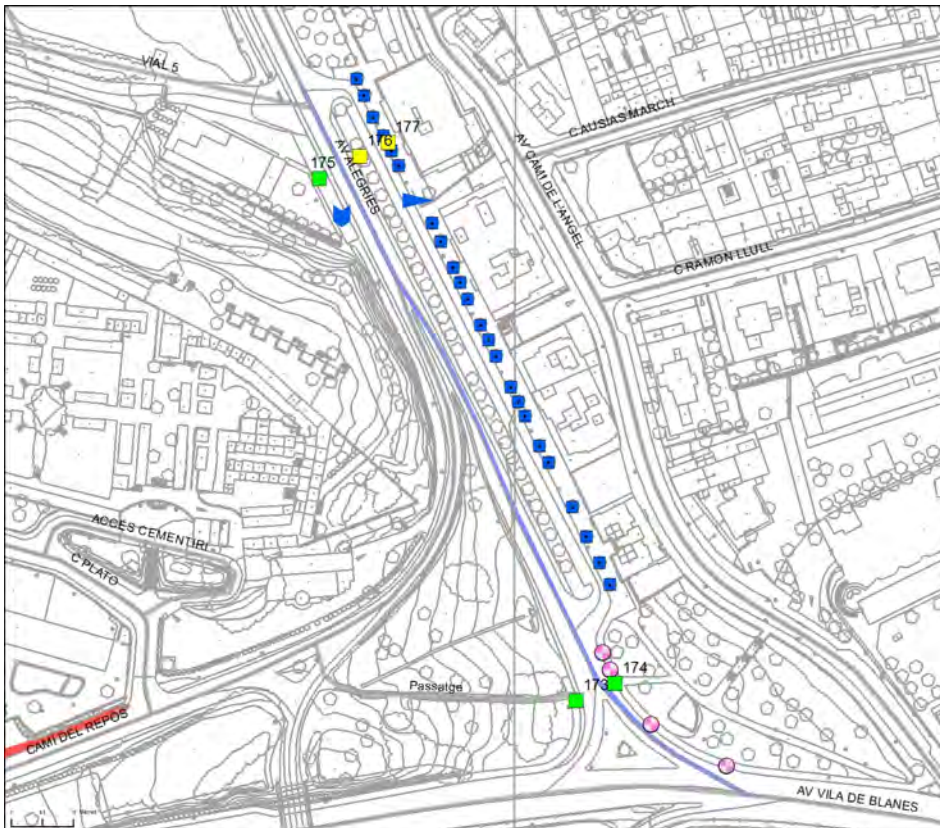 VIAL 5
C AUSIAS MARCH
177
176
175
AV ALEGRIES
AV CAMI DE L'ANGEL
C RAMON LLULL
ACCES CEMENTIRI
C PLATO
174
173
Passatge
CAMI DEL REPOS
AV VILA DE BLANES